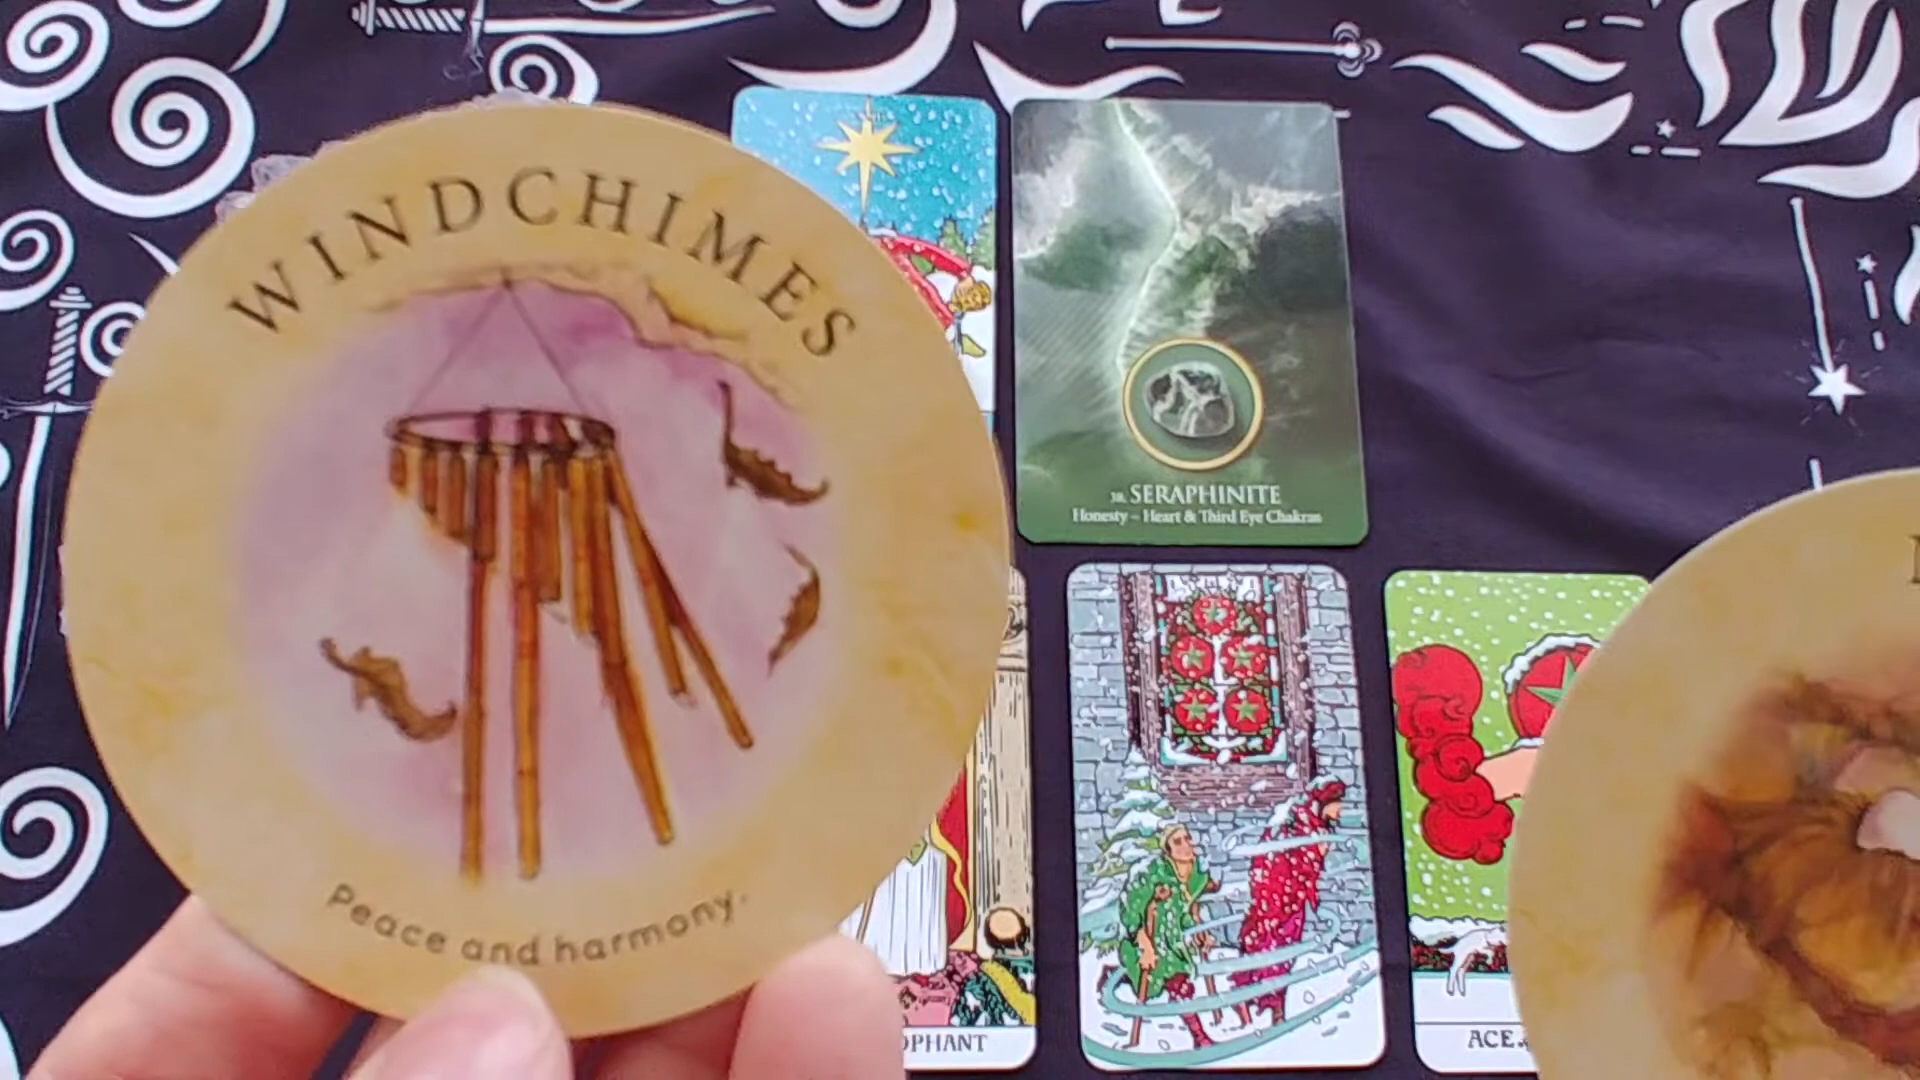 WINDCHIMES
Peace and harmony.
38. SERAPHINITE
Honesty – Heart & Third Eye Chakras
OPHANT
ACE